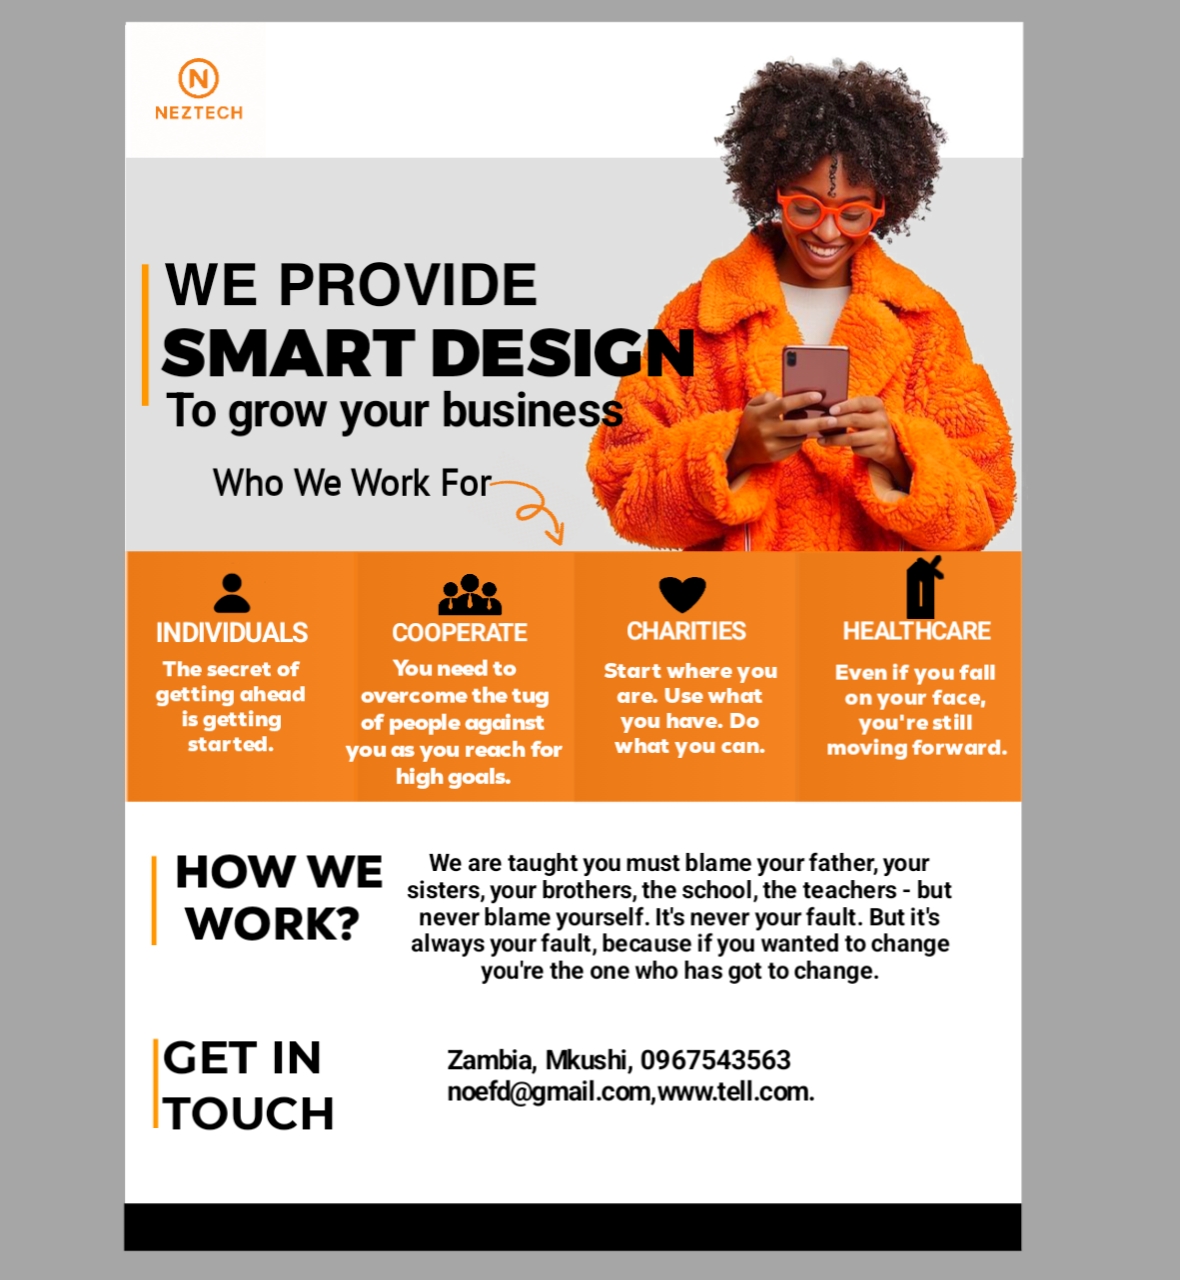 N
NEZTECH
WE PROVIDE
SMART DESIGN
To grow your business
Who We Work For
INDIVIDUALS
The secret of
getting ahead
is getting
started.
COOPERATE
You need to
overcome the tug
of people against
you as you reach for
high goals.
CHARITIES
Start where you
are. Use what
you have. Do
what you can.
HEALTHCARE
Even if you fall
on your face,
you're still
moving forward.
HOW WE
WORK?
We are taught you must blame your father, your
sisters, your brothers, the school, the teachers - but
never blame yourself. It's never your fault. But it's
always your fault, because if you wanted to change
you're the one who has got to change.
GET IN
TOUCH
Zambia, Mkushi, 0967543563
noefd@gmail.com,www.tell.com.